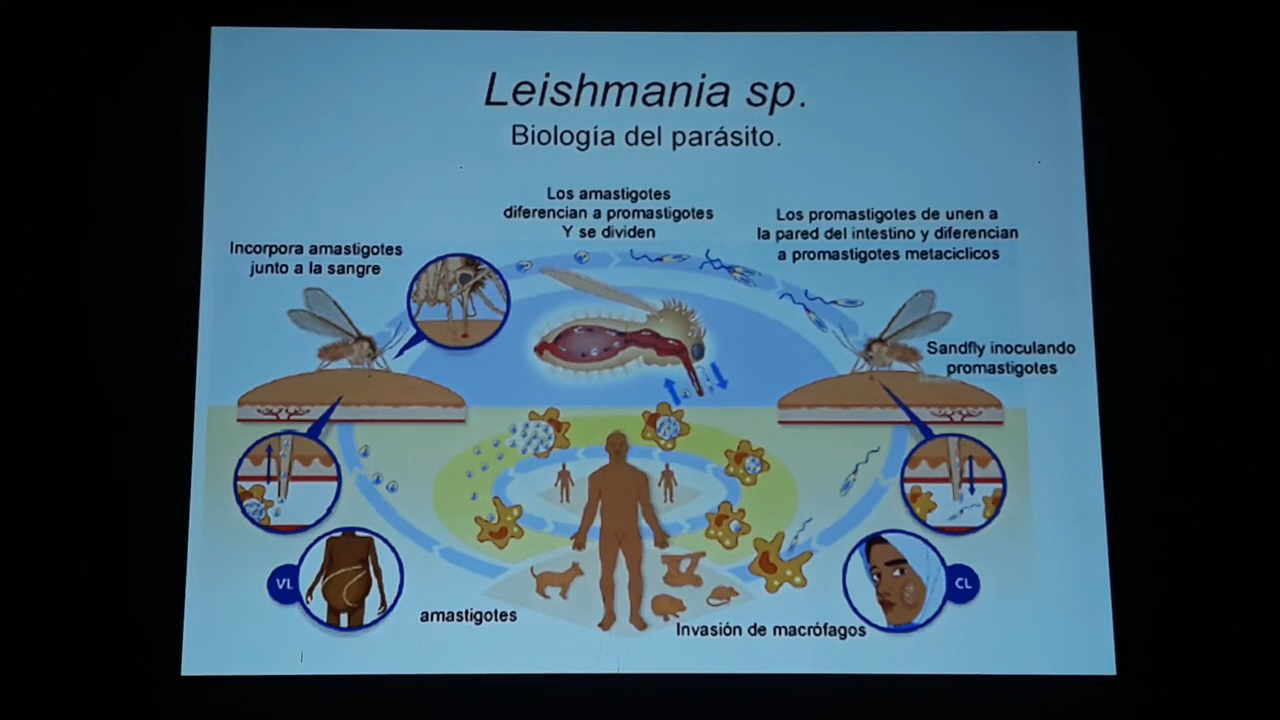 Leishmania sp.
Biología del parásito.
Los amastigotes
diferencian a promastigotes
Y se dividen
Los promastigotes de unen a
la pared del intestino y diferencian
a promastigotes metaciclicos
Incorpora amastigotes
junto a la sangre
Sandfly inoculando
promastigotes
VL
CL
amastigotes
Invasión de macrófagos